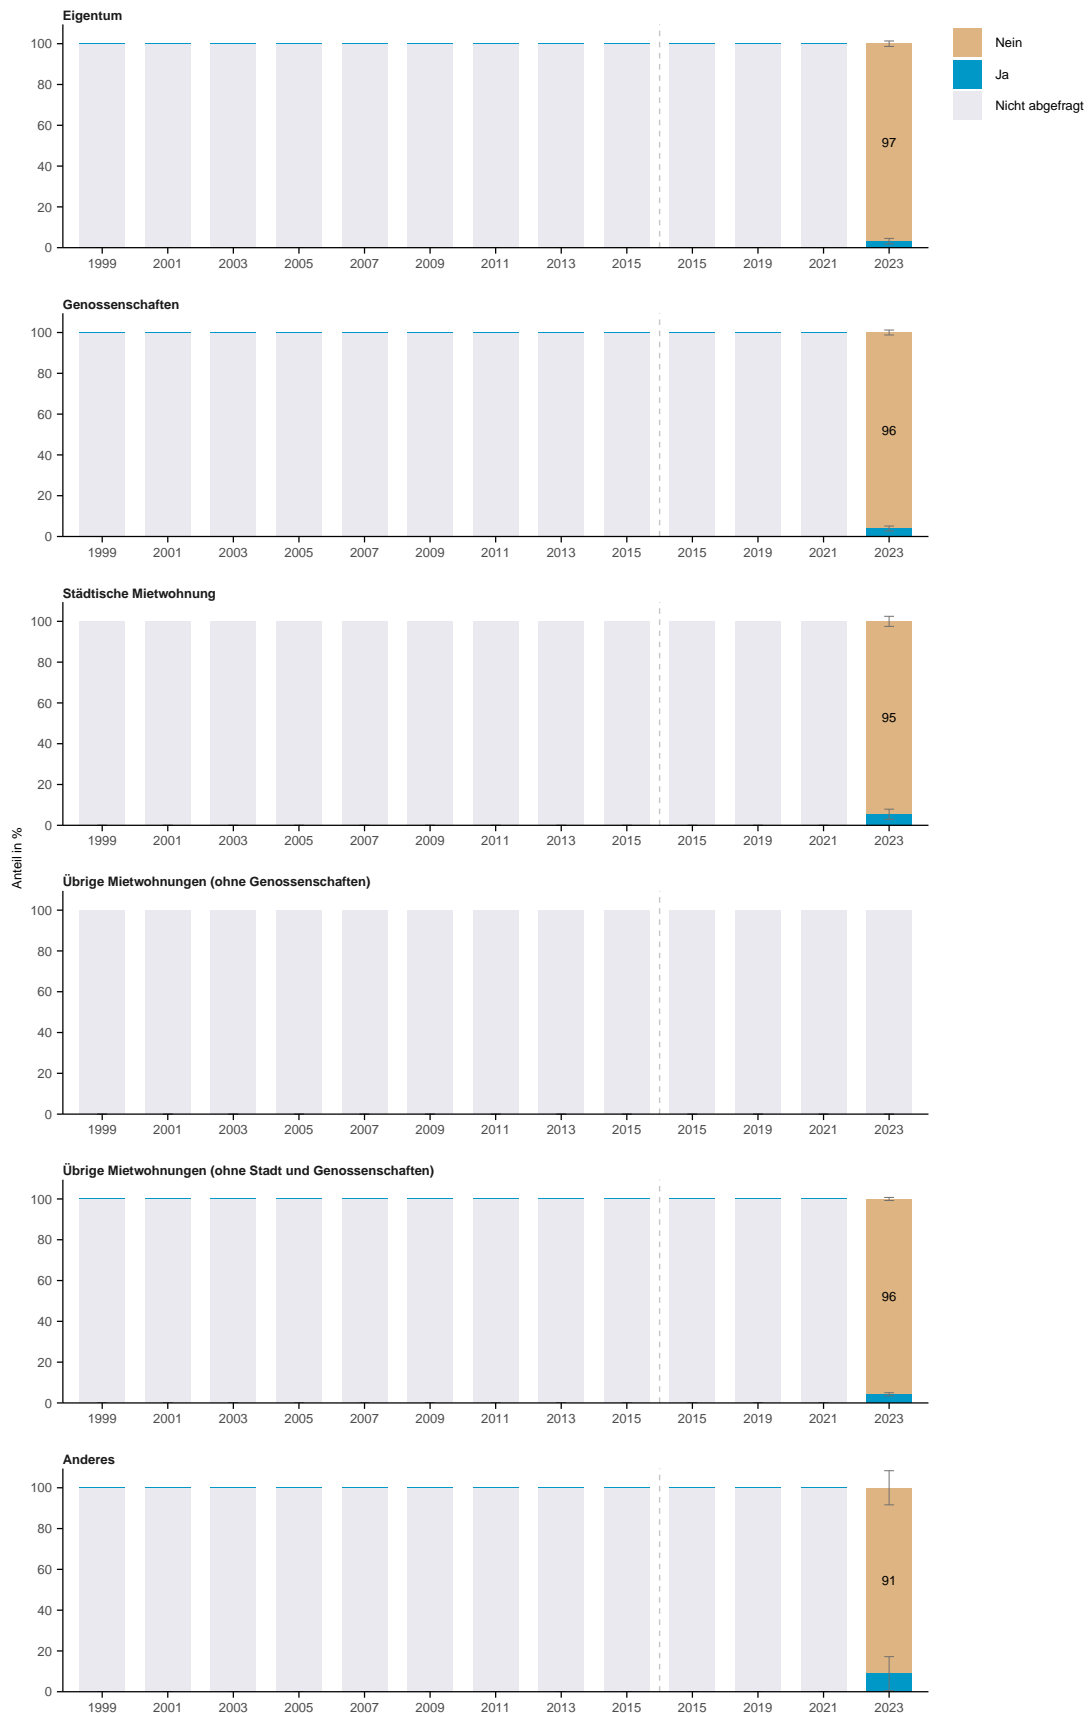 Eigentum
100
80
60
40
20
0
97
1999 2001 2003 2005 2007 2009 2011 2013 2015 2015 2019 2021 2023
Nein
Ja
Nicht abgefragt
Genossenschaften
100
80
60
40
20
0
96
1999 2001 2003 2005 2007 2009 2011 2013 2015 2015 2019 2021 2023
Städtische Mietwohnung
100
80
60
40
20
0
95
1999 2001 2003 2005 2007 2009 2011 2013 2015 2015 2019 2021 2023
Anteil in %
Übrige Mietwohnungen (ohne Genossenschaften)
100
80
60
40
20
0
1999 2001 2003 2005 2007 2009 2011 2013 2015 2015 2019 2021 2023
Übrige Mietwohnungen (ohne Stadt und Genossenschaften)
100
80
60
40
20
0
96
1999 2001 2003 2005 2007 2009 2011 2013 2015 2015 2019 2021 2023
Anderes
100
80
60
40
20
0
91
1999 2001 2003 2005 2007 2009 2011 2013 2015 2015 2019 2021 2023